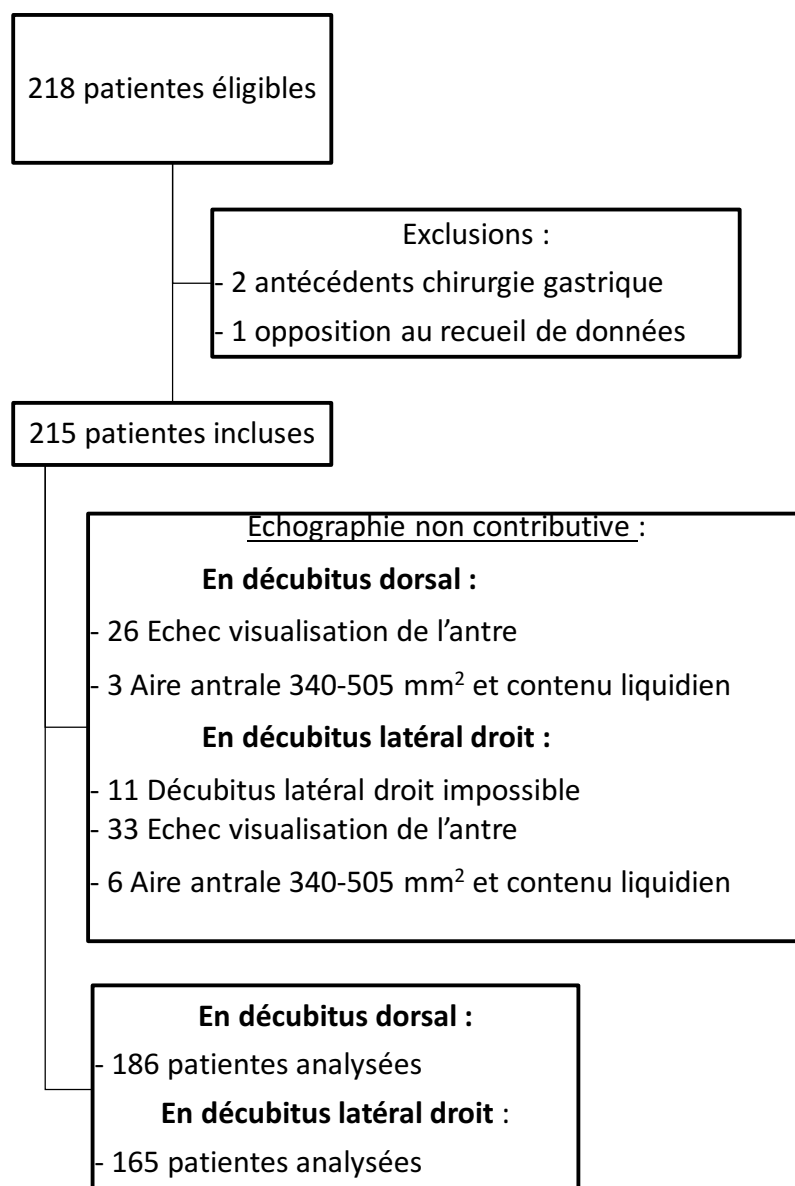 218 patientes éligibles
Exclusions :
- 2 antécédents chirurgie gastrique
- 1 opposition au recueil de données
215 patientes incluses
Echographie non contributive :
En décubitus dorsal :
- 26 Echec visualisation de l’antre
- 3 Aire antrale 340-505 mm² et contenu liquidien
En décubitus latéral droit :
- 11 Décubitus latéral droit impossible
- 33 Echec visualisation de l’antre
- 6 Aire antrale 340-505 mm² et contenu liquidien
En décubitus dorsal :
- 186 patientes analysées
En décubitus latéral droit :
- 165 patientes analysées